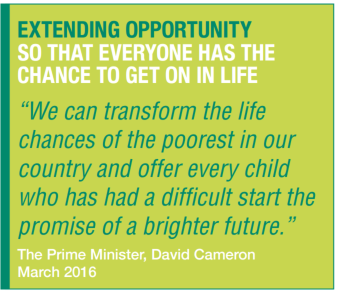 EXTENDING OPPORTUNITY
SO THAT EVERYONE HAS THE
CHANCE TO GET ON IN LIFE
“We can transform the life
chances of the poorest in our
country and offer every child
who has had a difficult start the
promise of a brighter future.”
The Prime Minister, David Cameron
March 2016